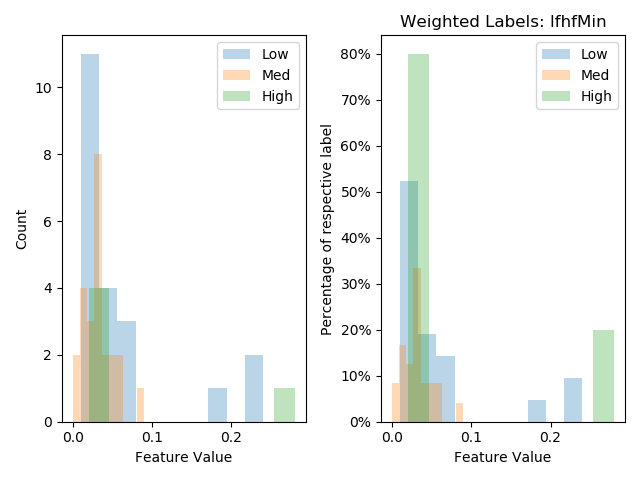 Weighted Labels: lfhfMin
Low
Med
High
Count
10
8
6
4
2
0
0.0
0.1
0.2
Feature Value
Low
Med
High
Percentage of respective label
80%
70%
60%
50%
40%
30%
20%
10%
0%
0.0
0.1
0.2
Feature Value